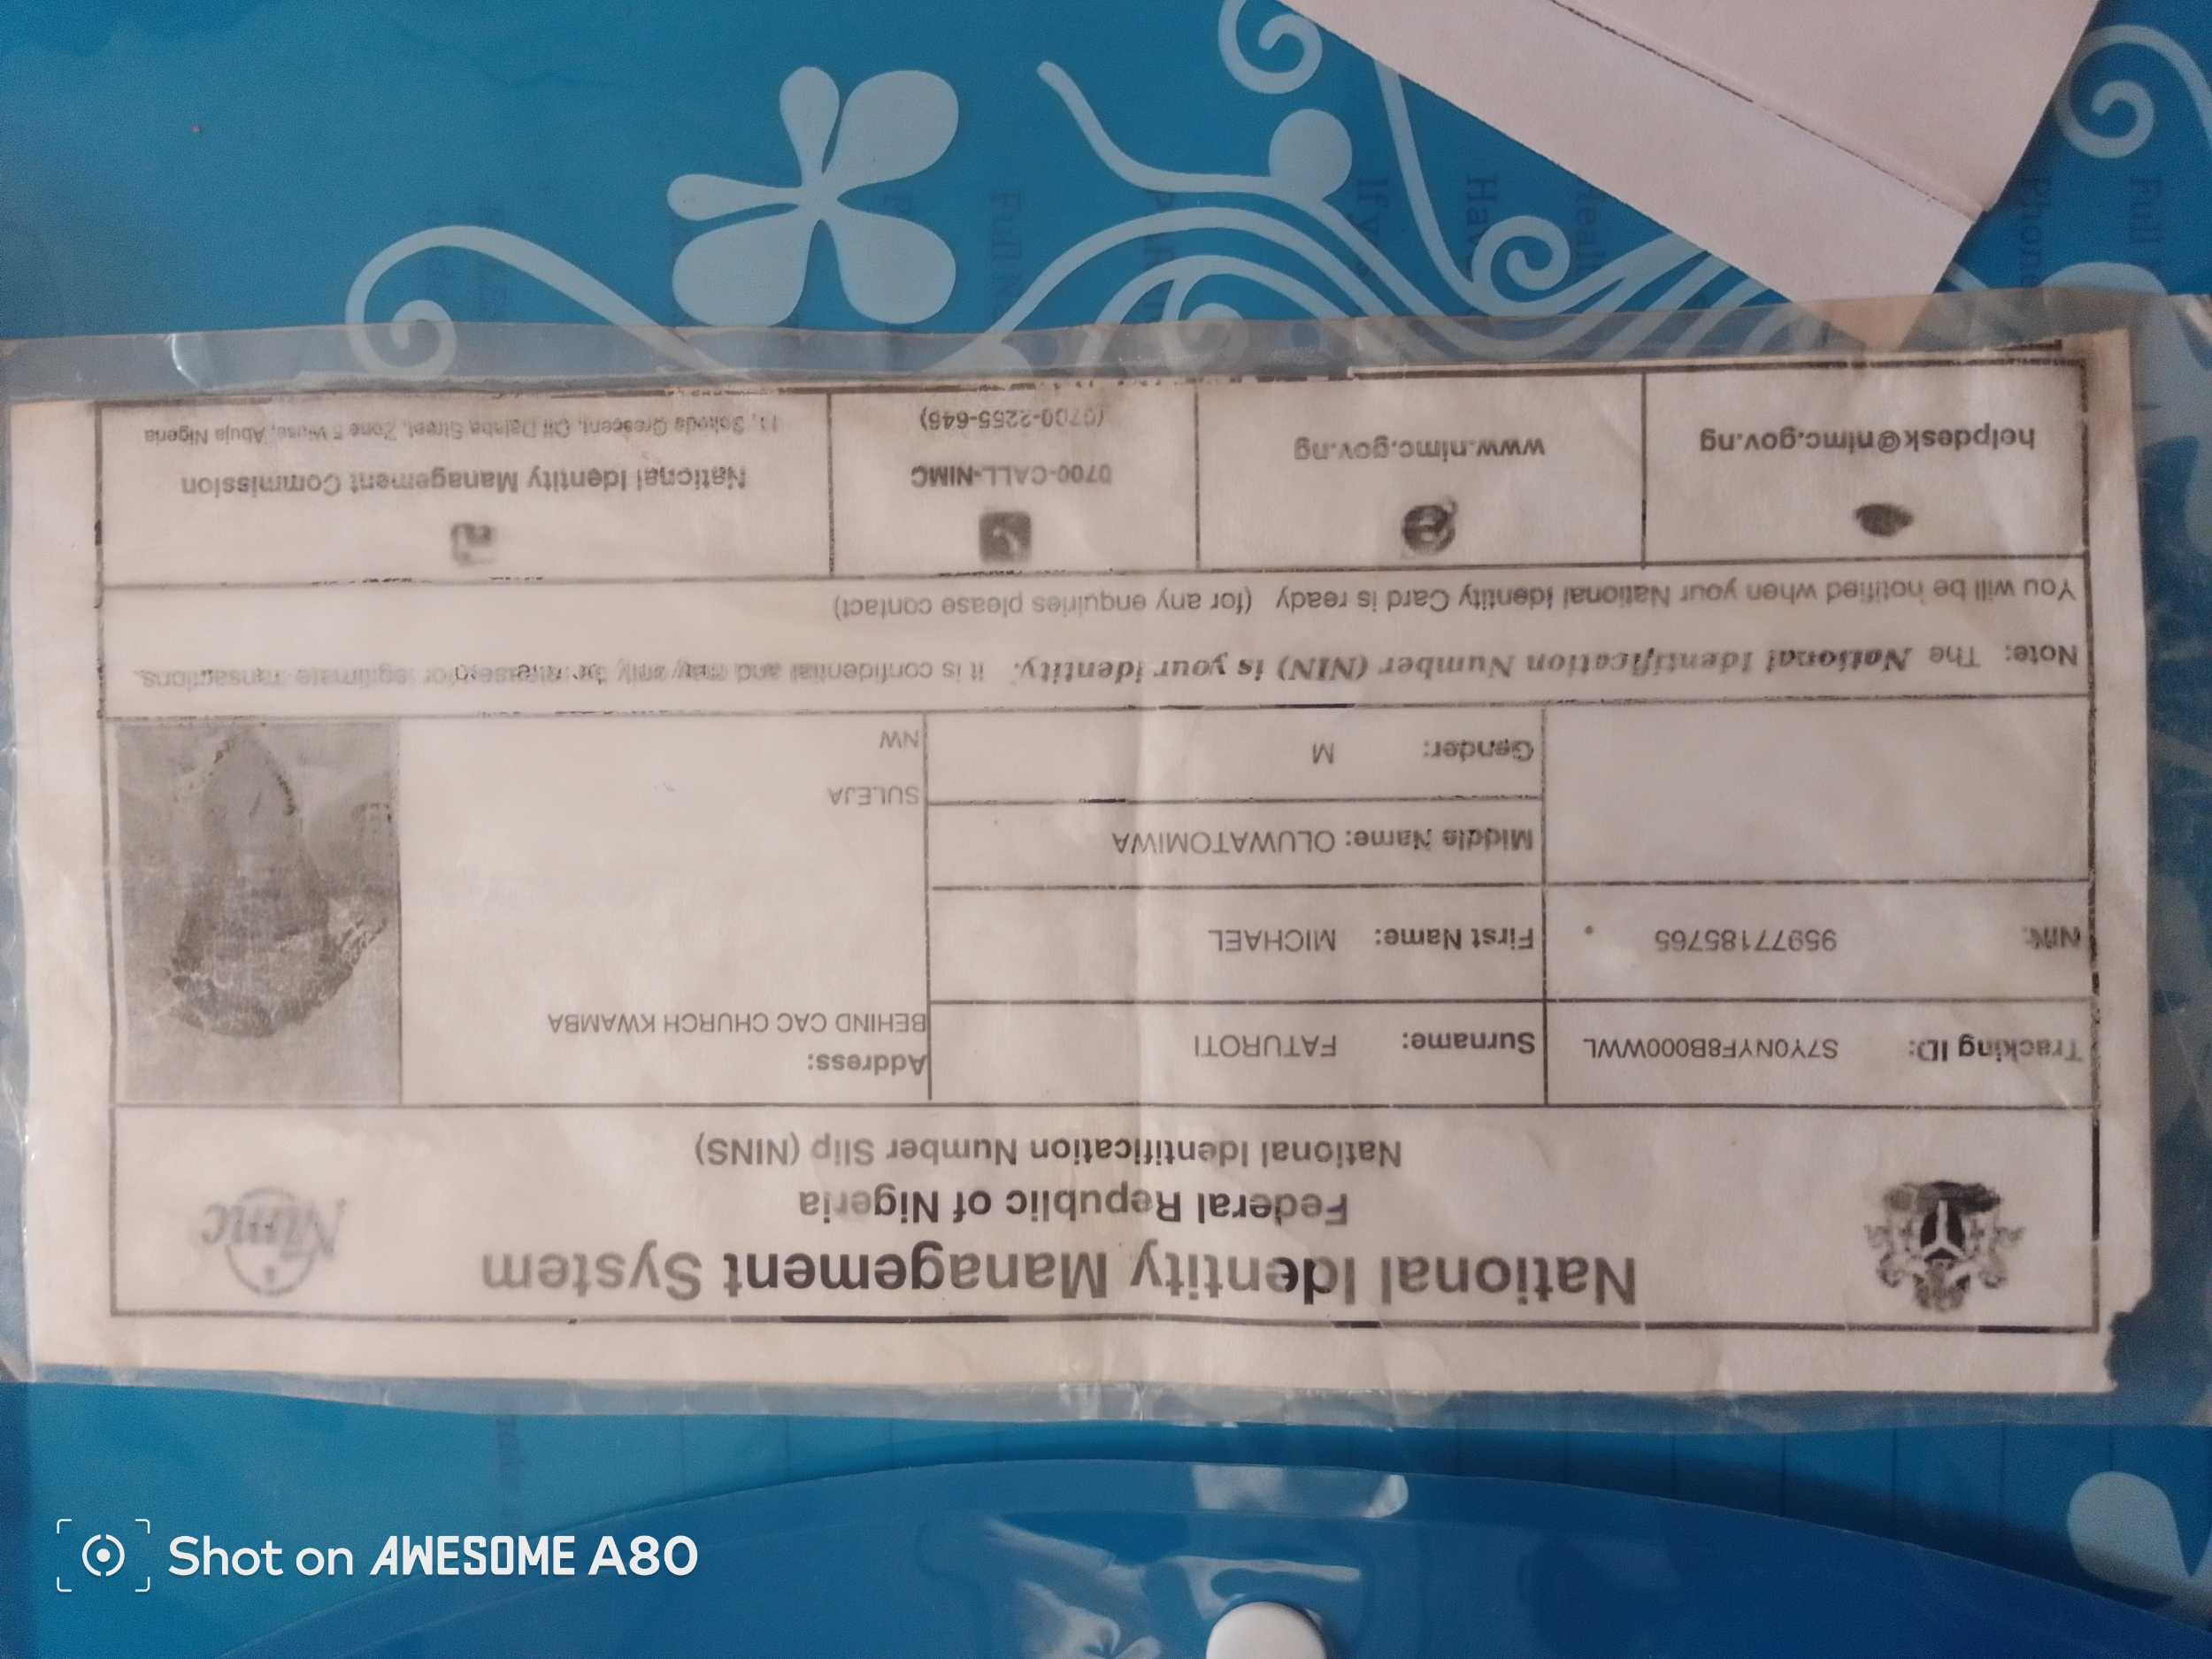 National Identity Management System
Federal Republic of Nigeria
National Identification Number Slip (NINS)
Nimc
Tracking ID: S7Y0NYF8B000WWL
Surname: FATUROTI
Address:
BEHIND CAC CHURCH KWAMBA
NIN: 95977185765
First Name: MICHAEL
Middle Name: OLUWATOMIWA
SULEJA
Gender: M
NW
Note: The National Identification Number (NIN) is your identity. It is confidential and may only be released for legitimate transactions.
You will be notified when your National Identity Card is ready (for any enquiries please contact)
helpdesk@nimc.gov.ng
www.nimc.gov.ng
0700-CALL-NIMC
(0700-2255-646)
National Identity Management Commission
11, Sokode Crescent, Off Dalaba Street, Zone 5 Wuse, Abuja Nigeria
Shot on AWESOME A80